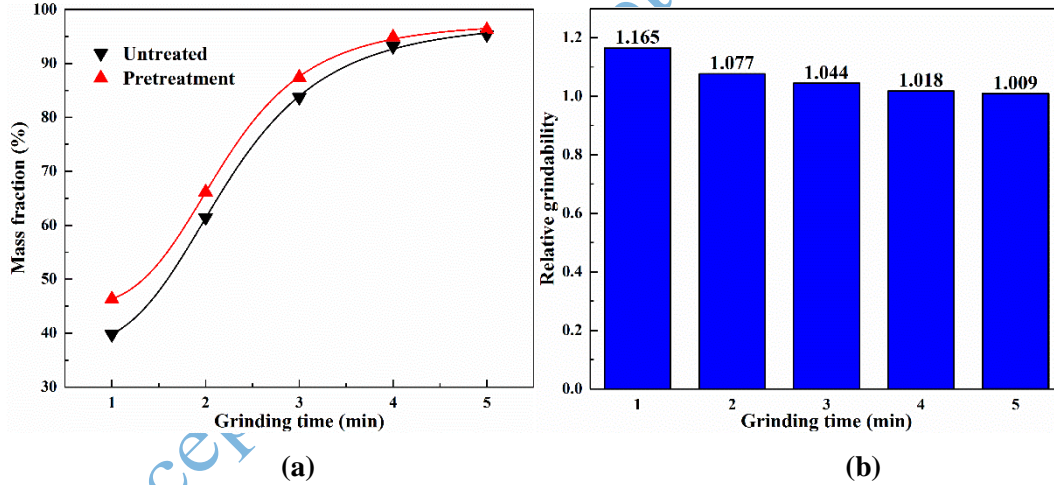 100
90
80
70
60
50
40
30
Mass fraction (%)
Untreated
Pretreatment
1 2 3 4 5
Grinding time (min)
(a)
1.2
1.0
0.8
0.6
0.4
0.2
0.0
Relative grindability
1.165
1.077
1.044
1.018
1.009
1 2 3 4 5
Grinding time (min)
(b)
cep